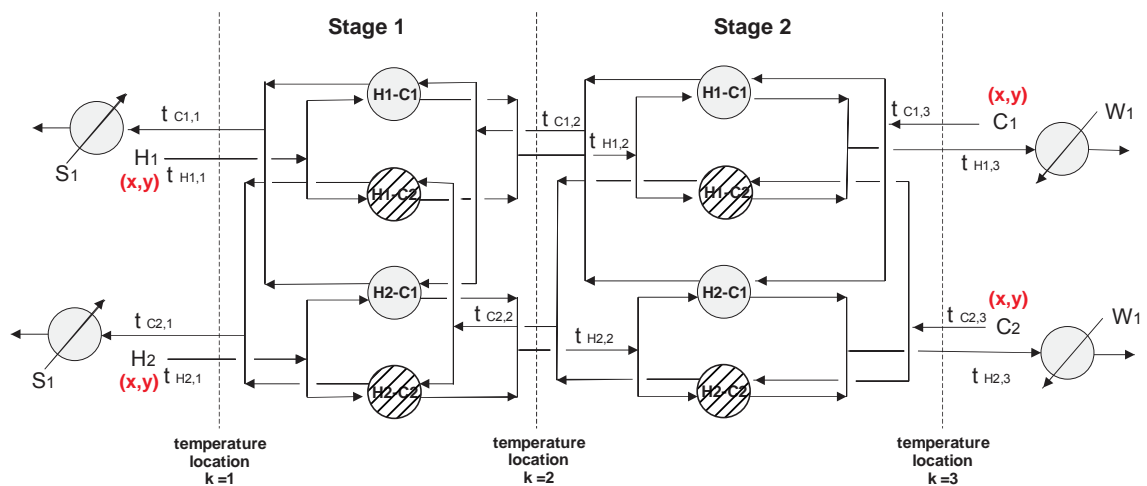 Stage 1
Stage 2
H1-C1
H1-C1
(x,y)
C1
W1
t C1,1
t C1,2
t C1,3
S1
H1
t H1,1
(x,y)
t H1,2
t H1,3
H1-C2
H1-C2
H2-C1
H2-C1
(x,y)
C2
W1
t C2,1
t C2,2
t C2,3
S1
H2
t H2,1
(x,y)
t H2,2
t H2,3
H2-C2
H2-C2
temperature
location
k =1
temperature
location
k =2
temperature
location
k =3